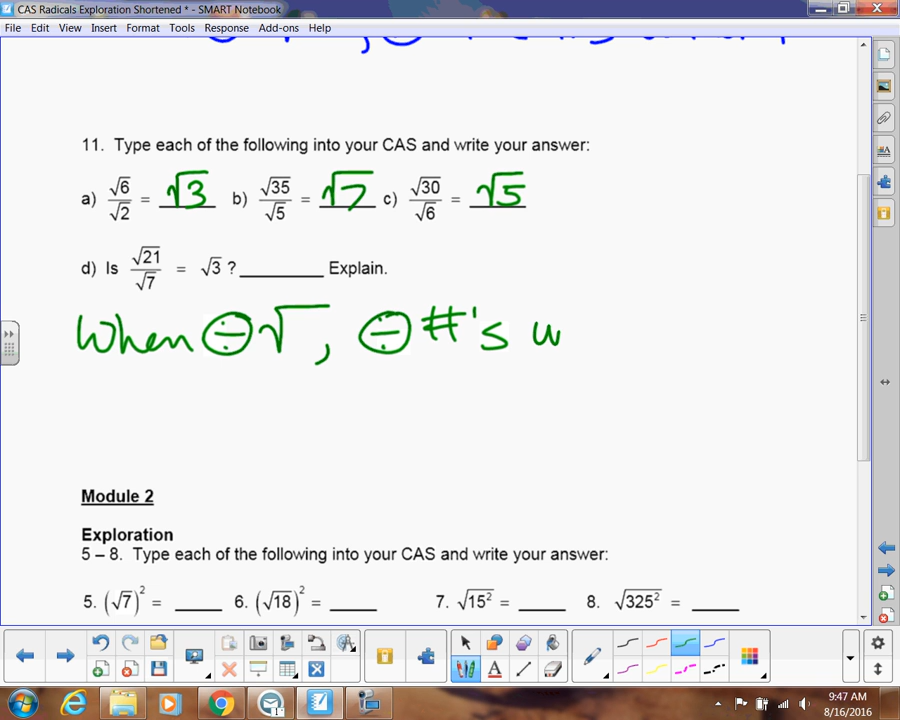 CAS Radicals Exploration Shortened * - SMART Notebook
File Edit View Insert Format Tools Response Add-ons Help
11. Type each of the following into your CAS and write your answer:
a) √6/√2 = √3 b) √35/√5 = √7 c) √30/√6 = √5
d) Is √21/√7 = √3 ? ________ Explain.
When ÷ √ , ÷ #'s w
Module 2
Exploration
5 – 8. Type each of the following into your CAS and write your answer:
5. (√7)² = _____ 6. (√18)² = _____ 7. √15² = _____ 8. √325² = _____
9:47 AM
8/16/2016